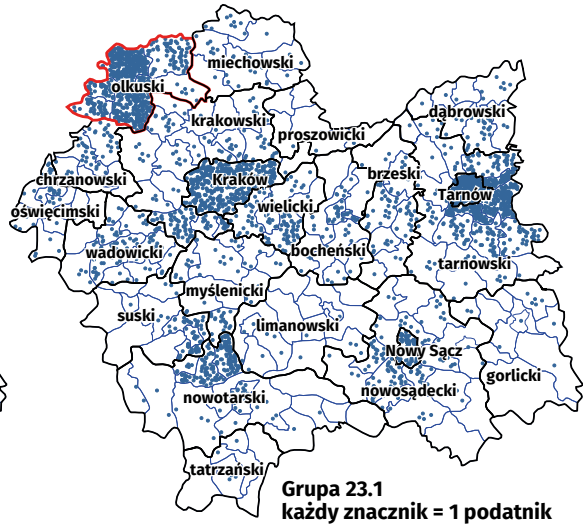 miechowski
olkuski
dąbrowski
krakowski
proszowicki
brzeski
chrzanowski
Kraków
Tarnów
oświęcimski
wielicki
wadowicki
bocheński
tarnowski
myślenicki
suski
limanowski
Nowy Sącz
gorlicki
nowosądecki
nowotarski
tatrzański
Grupa 23.1
każdy znacznik = 1 podatnik